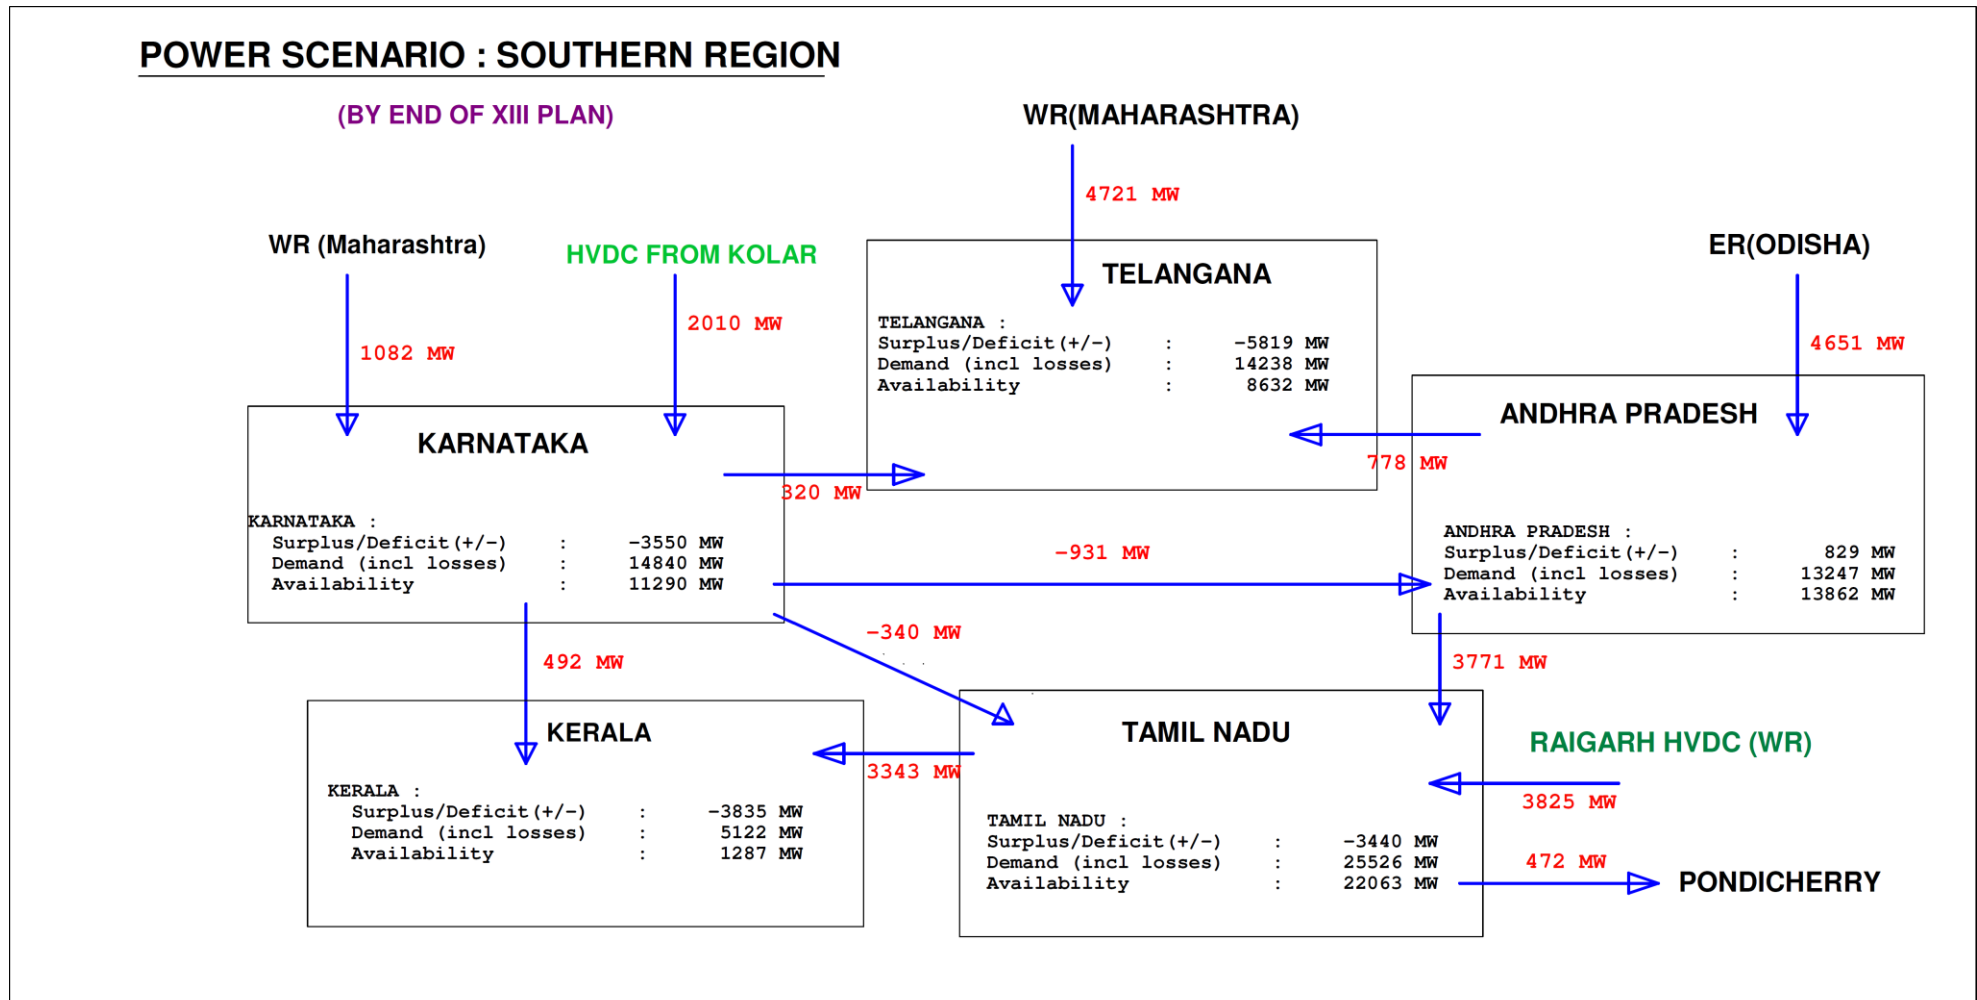 POWER SCENARIO : SOUTHERN REGION
(BY END OF XIII PLAN)
WR(MAHARASHTRA)
4721 MW
WR (Maharashtra)
HVDC FROM KOLAR
ER(ODISHA)
1082 MW
2010 MW
4651 MW
TELANGANA
TELANGANA :
Surplus/Deficit(+/-) : -5819 MW
Demand (incl losses) : 14238 MW
Availability : 8632 MW
ANDHRA PRADESH
778 MW
KARNATAKA
320 MW
KARNATAKA :
Surplus/Deficit(+/-) : -3550 MW
Demand (incl losses) : 14840 MW
Availability : 11290 MW
-931 MW
ANDHRA PRADESH :
Surplus/Deficit(+/-) : 829 MW
Demand (incl losses) : 13247 MW
Availability : 13862 MW
-340 MW
492 MW
3771 MW
KERALA
3343 MW
KERALA :
Surplus/Deficit(+/-) : -3835 MW
Demand (incl losses) : 5122 MW
Availability : 1287 MW
TAMIL NADU
RAIGARH HVDC (WR)
3825 MW
TAMIL NADU :
Surplus/Deficit(+/-) : -3440 MW
Demand (incl losses) : 25526 MW
Availability : 22063 MW
472 MW
PONDICHERRY